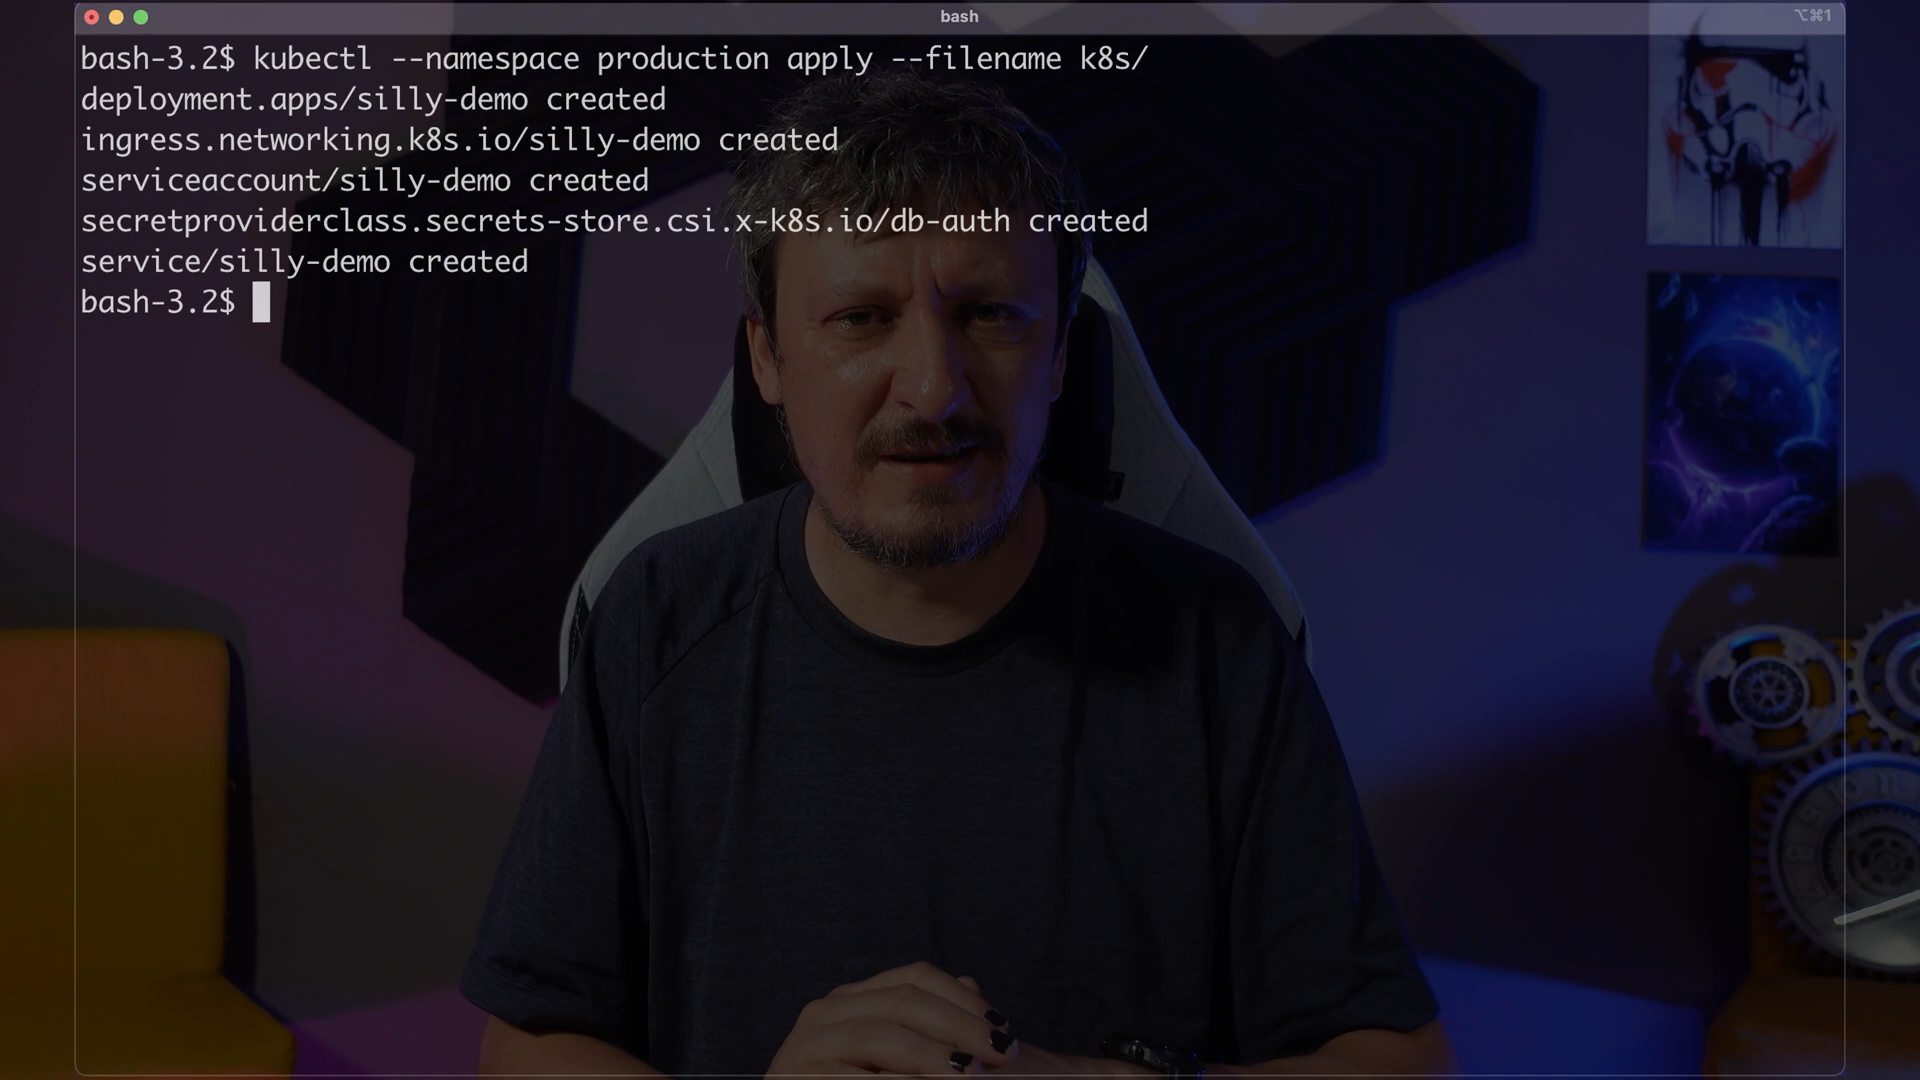 bash
⌥⌘1
bash-3.2$ kubectl --namespace production apply --filename k8s/
deployment.apps/silly-demo created
ingress.networking.k8s.io/silly-demo created
serviceaccount/silly-demo created
secretproviderclass.secrets-store.csi.x-k8s.io/db-auth created
service/silly-demo created
bash-3.2$